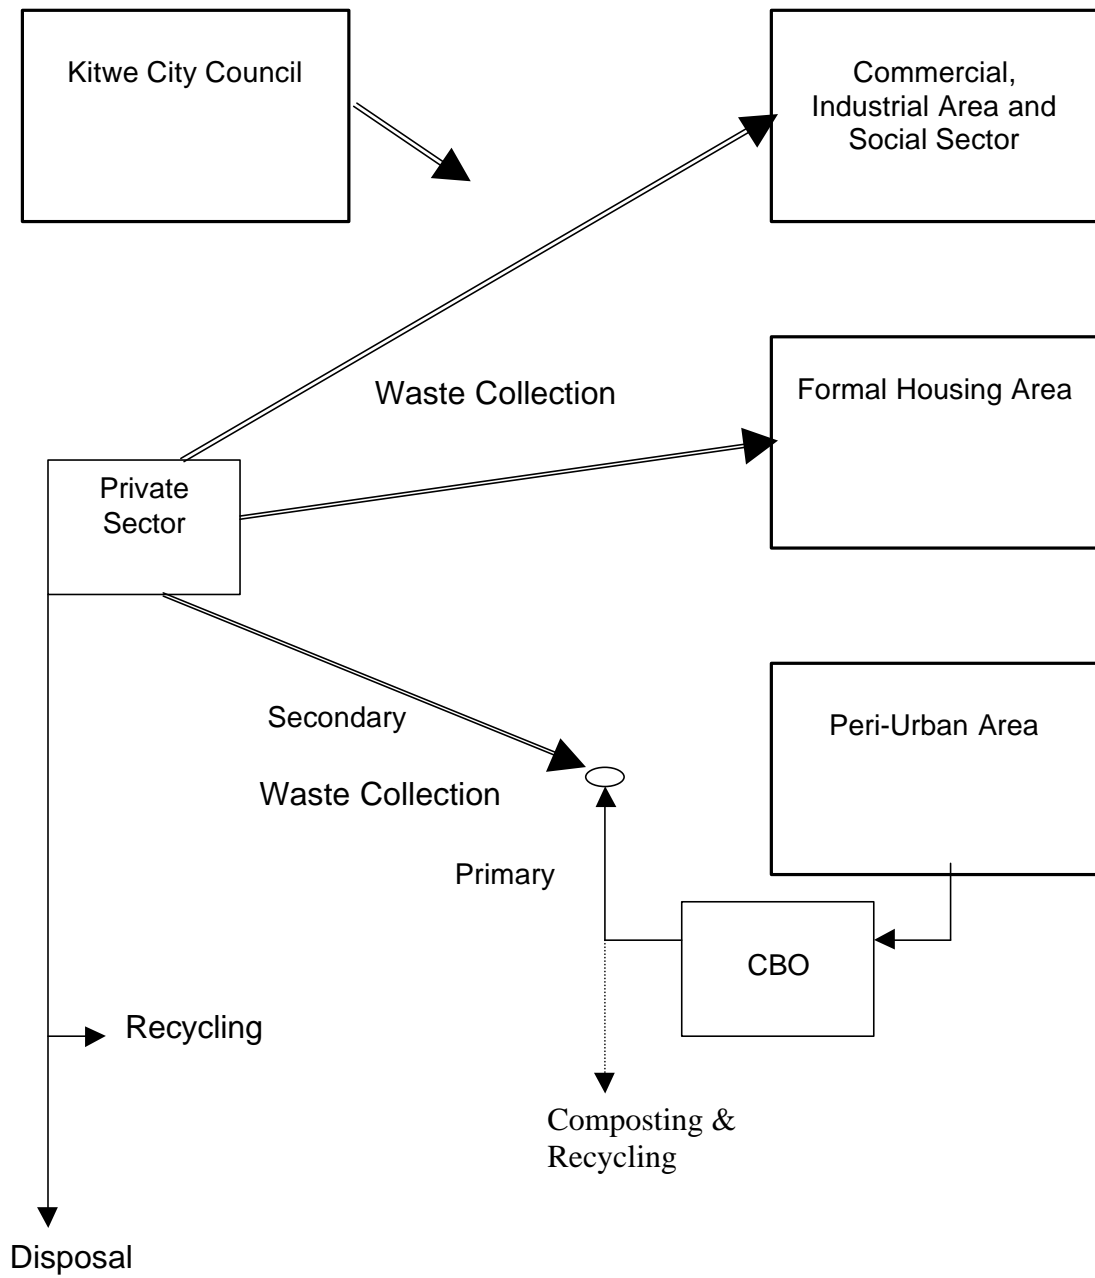 Kitwe City Council
Commercial,
Industrial Area and
Social Sector
Waste Collection
Formal Housing Area
Private
Sector
Secondary
Waste Collection
Peri-Urban Area
Primary
CBO
Recycling
Composting &
Recycling
Disposal